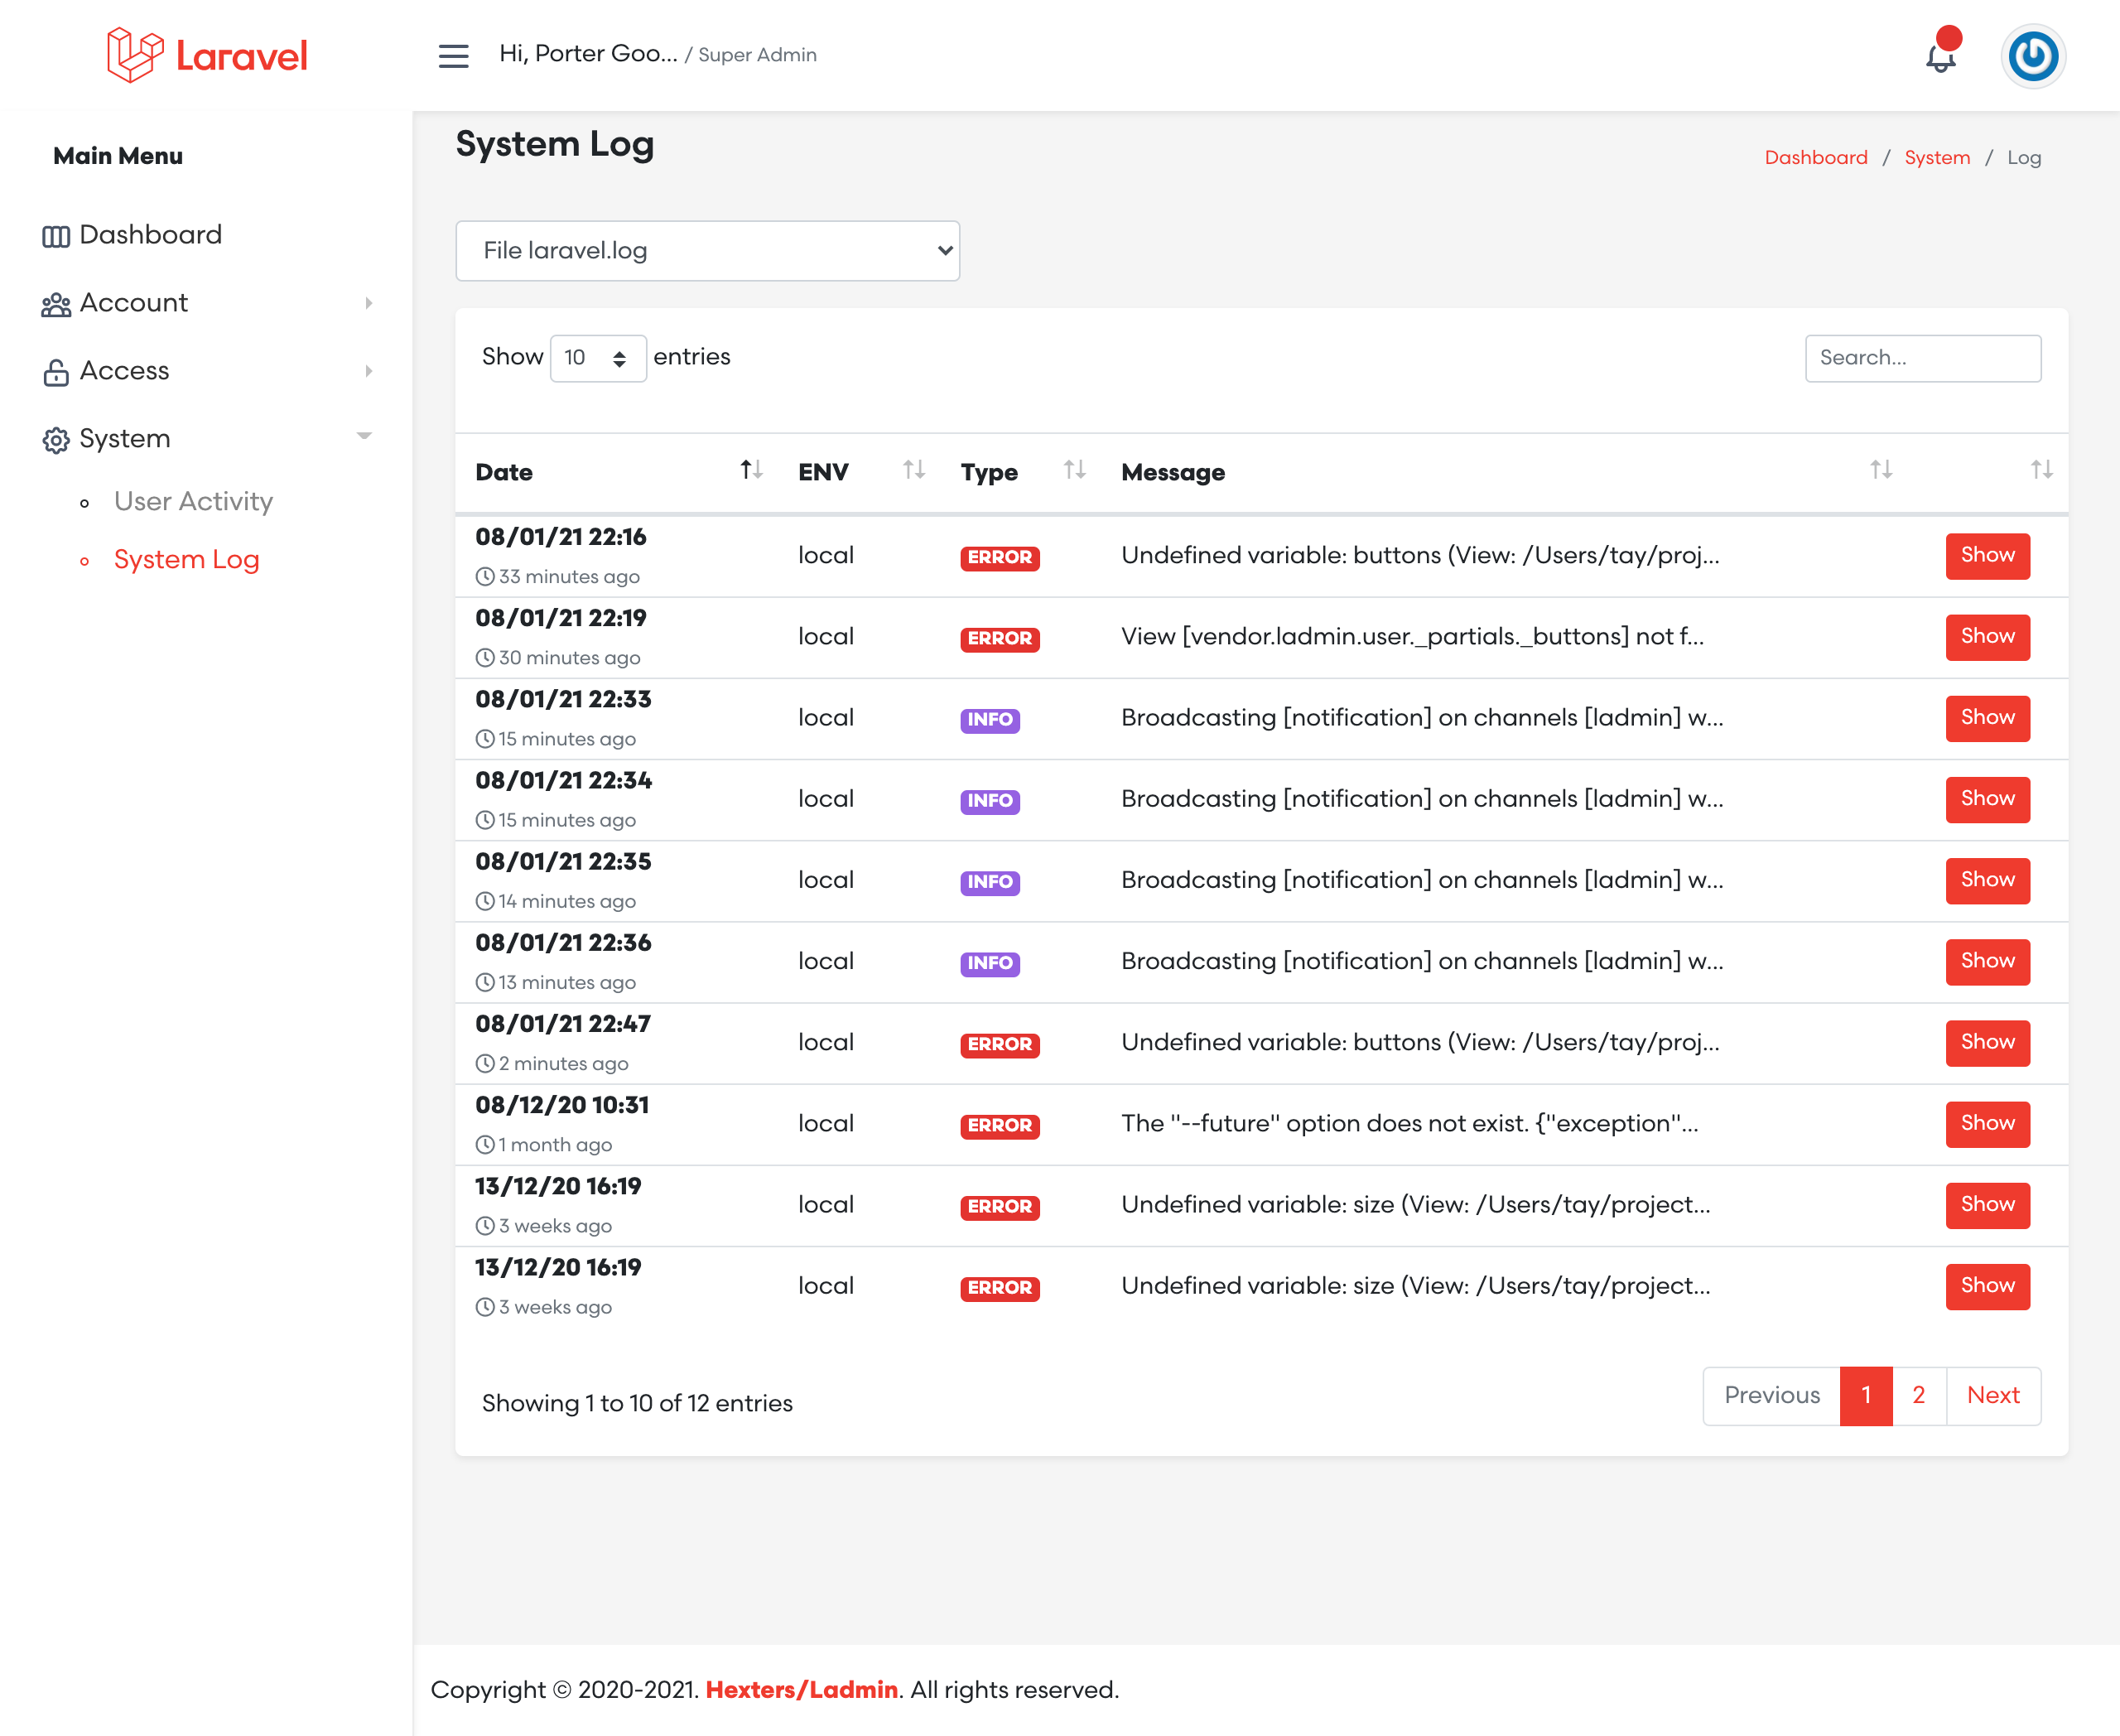 Laravel
Hi, Porter Goo... / Super Admin
Main Menu
Dashboard
Account
Access
System
User Activity
System Log
System Log
Dashboard / System / Log
File laravel.log
Show 10 entries
Search...
Date ENV Type Message
08/01/21 22:16
33 minutes ago
local ERROR Undefined variable: buttons (View: /Users/tay/proj... Show
08/01/21 22:19
30 minutes ago
local ERROR View [vendor.ladmin.user._partials._buttons] not f... Show
08/01/21 22:33
15 minutes ago
local INFO Broadcasting [notification] on channels [ladmin] w... Show
08/01/21 22:34
15 minutes ago
local INFO Broadcasting [notification] on channels [ladmin] w... Show
08/01/21 22:35
14 minutes ago
local INFO Broadcasting [notification] on channels [ladmin] w... Show
08/01/21 22:36
13 minutes ago
local INFO Broadcasting [notification] on channels [ladmin] w... Show
08/01/21 22:47
2 minutes ago
local ERROR Undefined variable: buttons (View: /Users/tay/proj... Show
08/12/20 10:31
1 month ago
local ERROR The "--future" option does not exist. {"exception"... Show
13/12/20 16:19
3 weeks ago
local ERROR Undefined variable: size (View: /Users/tay/project... Show
13/12/20 16:19
3 weeks ago
local ERROR Undefined variable: size (View: /Users/tay/project... Show
Showing 1 to 10 of 12 entries
Previous 1 2 Next
Copyright © 2020-2021. Hexters/Ladmin. All rights reserved.